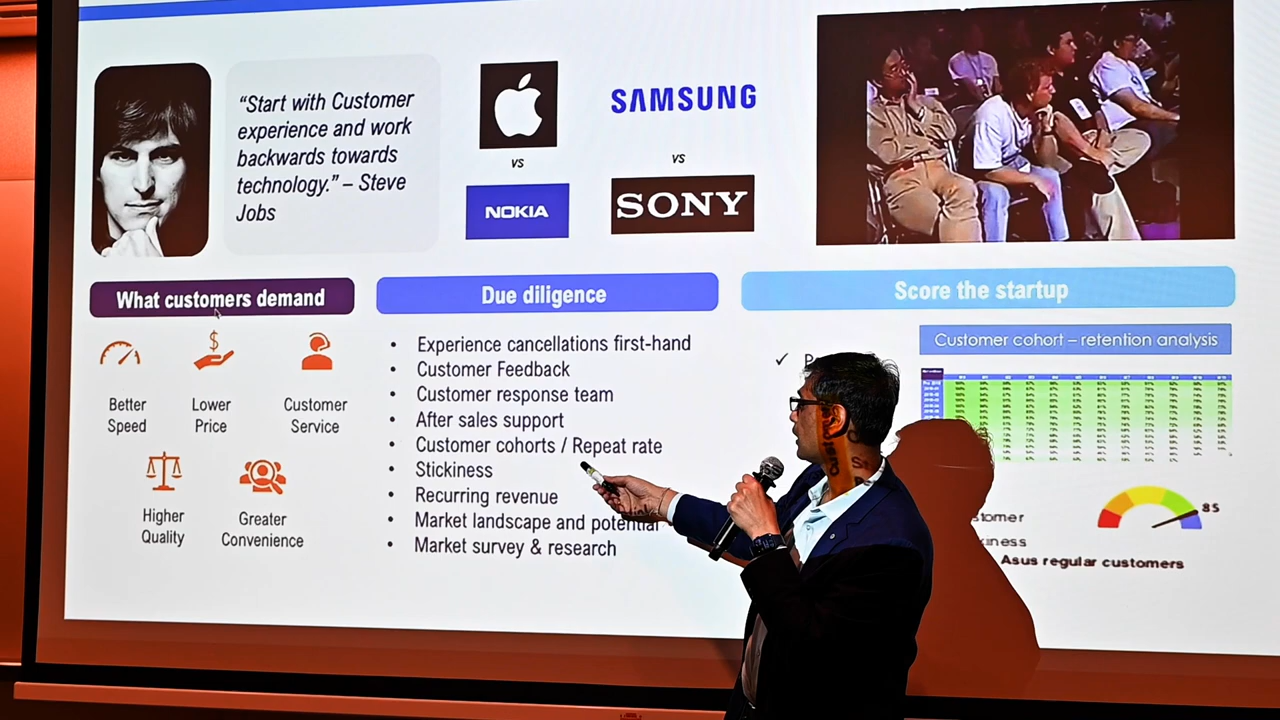 “Start with Customer
experience and work
backwards towards
technology.” – Steve
Jobs
vs
NOKIA
SAMSUNG
vs
SONY
What customers demand
Better
Speed
Lower
Price
Customer
Service
Higher
Quality
Greater
Convenience
Due diligence
• Experience cancellations first-hand
• Customer Feedback
• Customer response team
• After sales support
• Customer cohorts / Repeat rate
• Stickiness
• Recurring revenue
• Market landscape and potential
• Market survey & research
Score the startup
Customer cohort – retention analysis
85
Asus regular customers